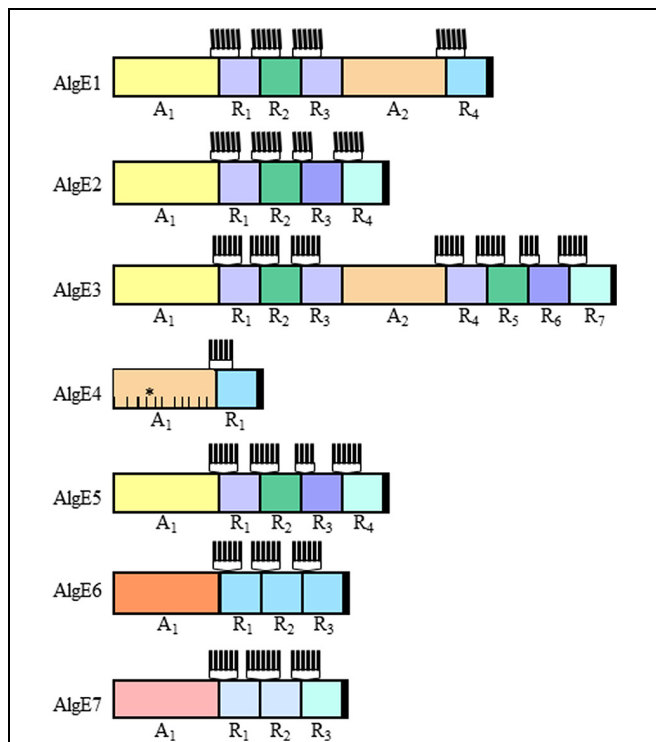 AlgE1
A₁ R₁ R₂ R₃ A₂ R₄
AlgE2
A₁ R₁ R₂ R₃ R₄
AlgE3
A₁ R₁ R₂ R₃ A₂ R₄ R₅ R₆ R₇
AlgE4
*
A₁ R₁
AlgE5
A₁ R₁ R₂ R₃ R₄
AlgE6
A₁ R₁ R₂ R₃
AlgE7
A₁ R₁ R₂ R₃